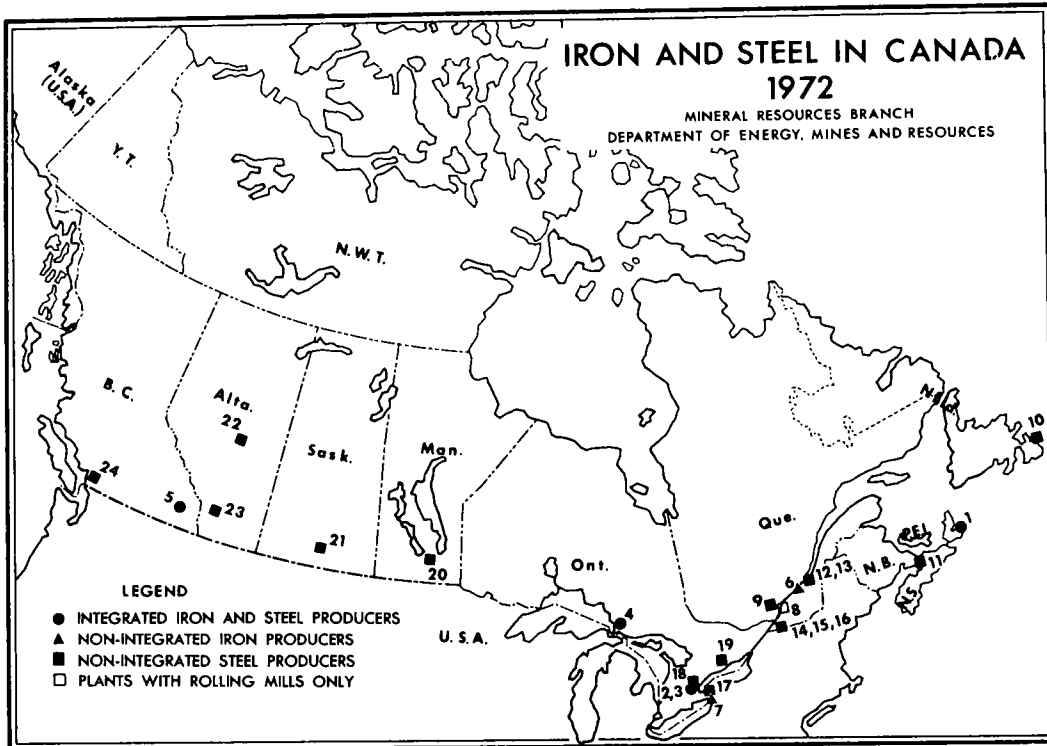 IRON AND STEEL IN CANADA
1972
MINERAL RESOURCES BRANCH
DEPARTMENT OF ENERGY, MINES AND RESOURCES
Alaska
(U.S.A.)
Y. T.
N.W.T.
B. C.
Alta.
22
Sask.
Man.
24
5
23
21
20
Ont.
Que.
Nfld.
10
1
P.E.I.
N.B.
11
N.S.
6
12,13
9
8
14,15,16
4
U.S.A.
19
18
2,3
17
7
LEGEND
● INTEGRATED IRON AND STEEL PRODUCERS
▲ NON-INTEGRATED IRON PRODUCERS
■ NON-INTEGRATED STEEL PRODUCERS
□ PLANTS WITH ROLLING MILLS ONLY